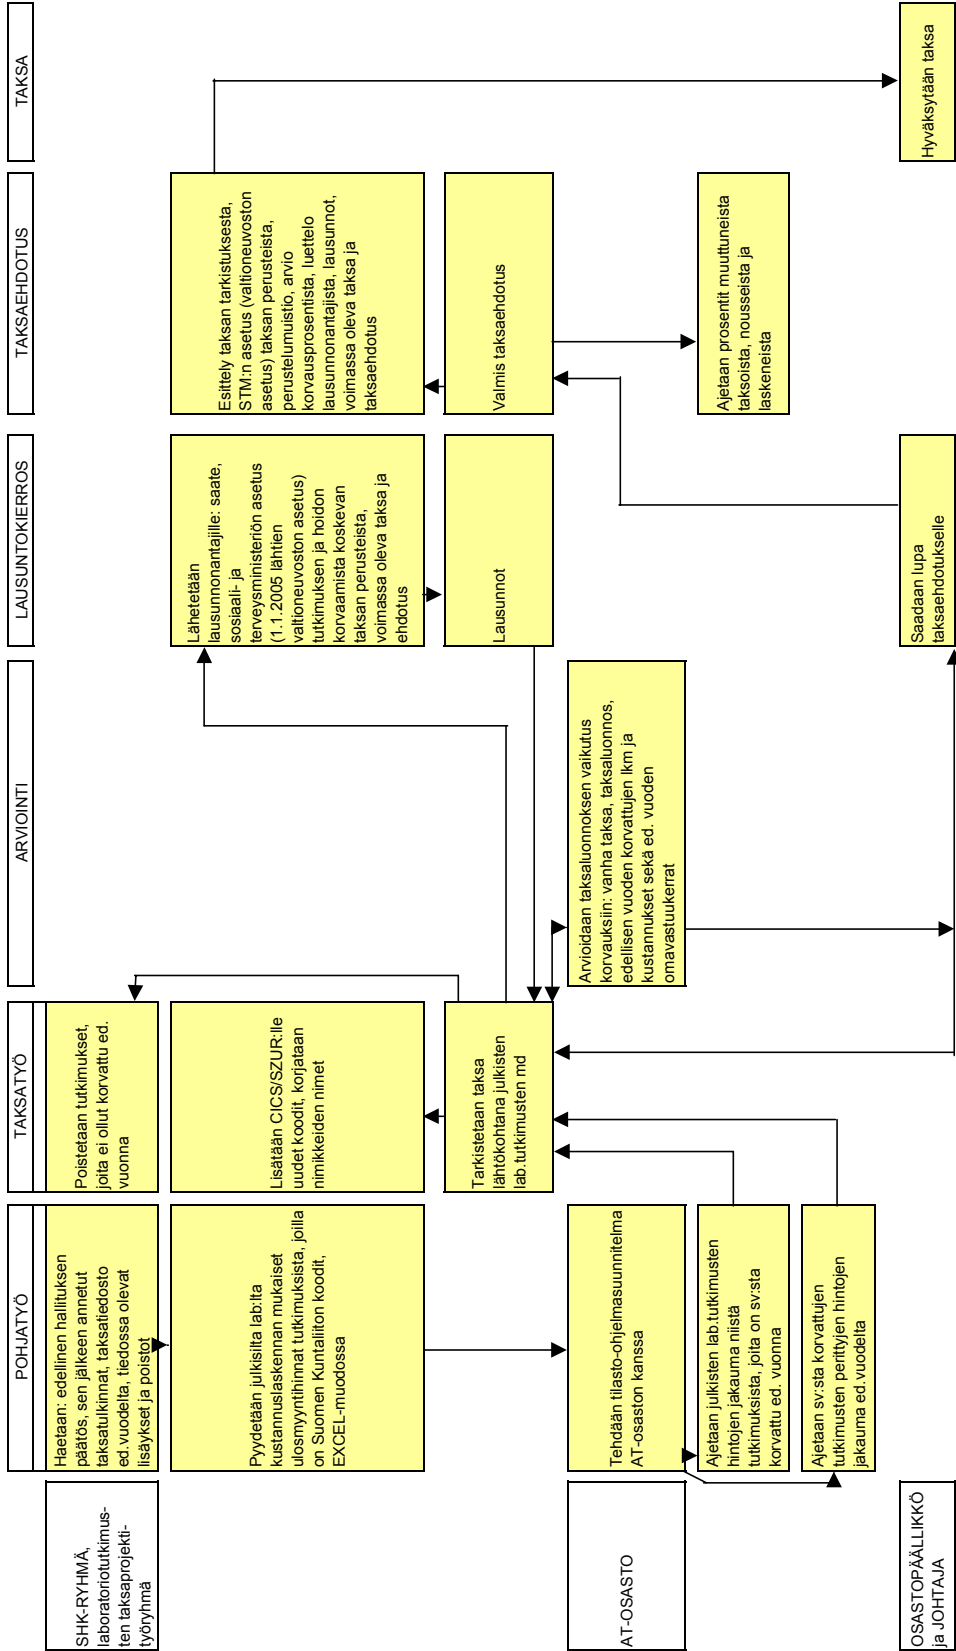 POHJATYÖ
TAKSATYÖ
ARVIOINTI
LAUSUNTOKIERROS
TAKSAEHDOTUS
TAKSA
SHK-RYHMÄ,
laboratoriotutkimus-
ten taksaprojekti-
työryhmä
Haetaan: edellinen hallituksen
päätös, sen jälkeen annetut
taksatulkinnat, taksatiedosto
ed.vuodelta, tiedossa olevat
lisäykset ja poistot
Poistetaan tutkimukset,
joita ei ollut korvattu ed.
vuonna
Pyydetään julkisilta lab:lta
kustannuslaskennan mukaiset
ulosmyyntihinnat tutkimuksista, joilla
on Suomen Kuntaliiton koodit,
EXCEL-muodossa
Lisätään CICS/SZUR:lle
uudet koodit, korjataan
nimikkeiden nimet
Lähetetään
lausunnonantajille: saate,
sosiaali- ja
terveysministeriön asetus
(1.1.2005 lähtien
valtioneuvoston asetus)
tutkimuksen ja hoidon
korvaamista koskevan
taksan perusteista,
voimassa oleva taksa ja
ehdotus
Esittely taksan tarkistuksesta,
STM:n asetus (valtioneuvoston
asetus) taksan perusteista,
perustelumuistio, arvio
korvausprosentista, luettelo
lausunnonantajista, lausunnot,
voimassa oleva taksa ja
taksaehdotus
Tarkistetaan taksa
lähtökohtana julkisten
lab.tutkimusten md
Lausunnot
Valmis taksaehdotus
AT-OSASTO
Tehdään tilasto-ohjelmasuunnitelma
AT-osaston kanssa
Arvioidaan taksaluonnoksen vaikutus
korvauksiin: vanha taksa, taksaluonnos,
edellisen vuoden korvattujen lkm ja
kustannukset sekä ed. vuoden
omavastuukerrat
Ajetaan julkisten lab.tutkimusten
hintojen jakauma niistä
tutkimuksista, joita on sv:sta
korvattu ed. vuonna
Ajetaan prosentit muuttuneista
taksoista, nousseista ja
laskeneista
Ajetaan sv:sta korvattujen
tutkimusten perittyjen hintojen
jakauma ed.vuodelta
OSASTOPÄÄLLIKKÖ
ja JOHTAJA
Saadaan lupa
taksaehdotukselle
Hyväksytään taksa